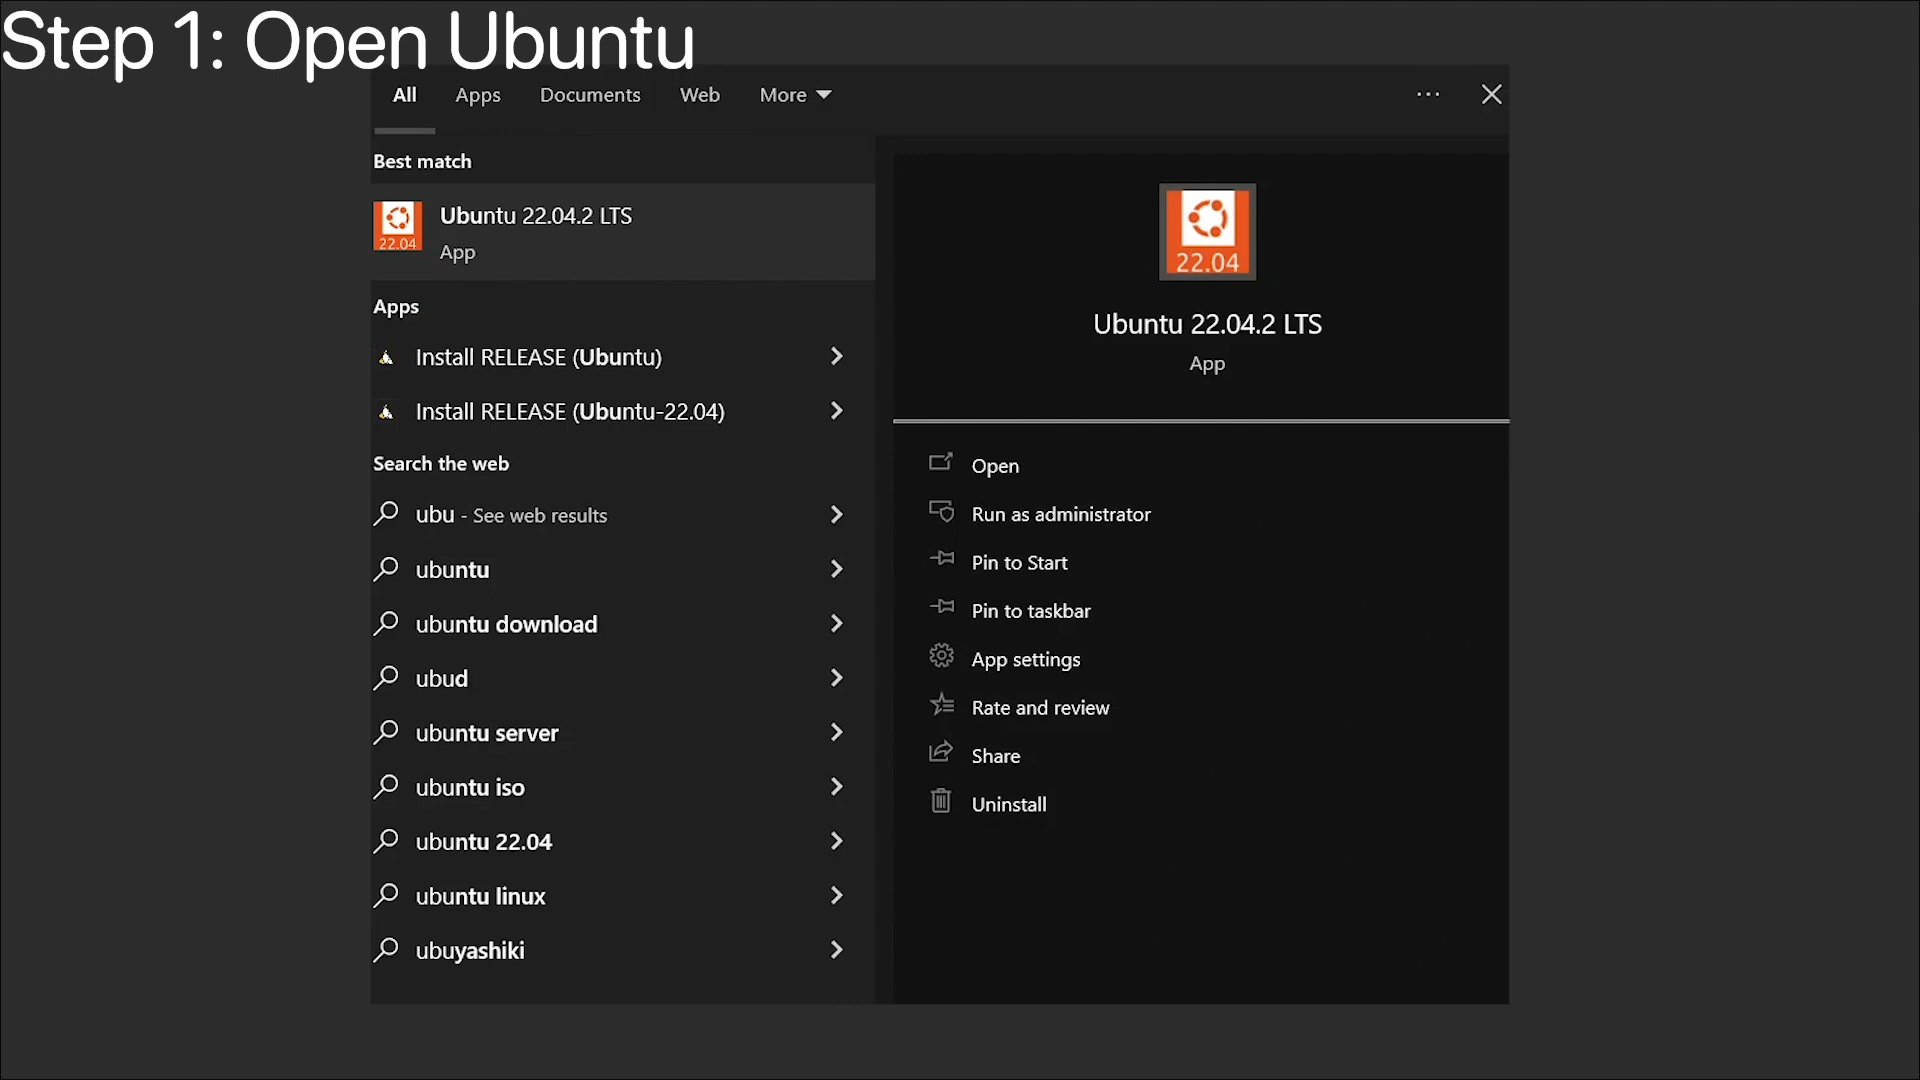 Step 1: Open Ubuntu
All Apps Documents Web More
Best match
22.04
Ubuntu 22.04.2 LTS
App
Apps
Install RELEASE (Ubuntu)
Install RELEASE (Ubuntu-22.04)
Search the web
ubu - See web results
ubuntu
ubuntu download
ubud
ubuntu server
ubuntu iso
ubuntu 22.04
ubuntu linux
ubuyashiki
22.04
Ubuntu 22.04.2 LTS
App
Open
Run as administrator
Pin to Start
Pin to taskbar
App settings
Rate and review
Share
Uninstall